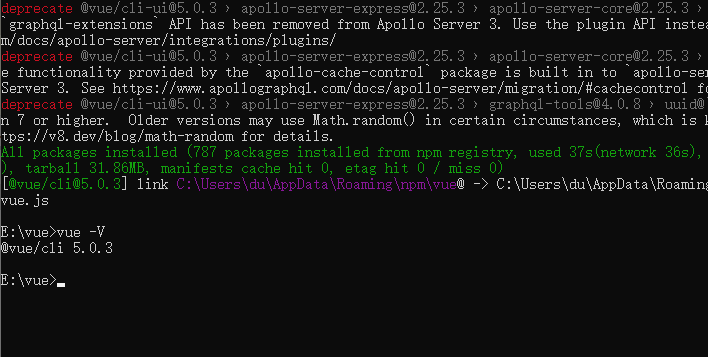 deprecate @vue/cli-ui@5.0.3 › apollo-server-express@2.25.3 › apollo-server-core@2.25.3
`graphql-extensions` API has been removed from Apollo Server 3. Use the plugin API instea
m/docs/apollo-server/integrations/plugins/
deprecate @vue/cli-ui@5.0.3 › apollo-server-express@2.25.3 › apollo-server-core@2.25.3
e functionality provided by the `apollo-cache-control` package is built in to `apollo-ser
Server 3. See https://www.apollographql.com/docs/apollo-server/migration/#cachecontrol fo
deprecate @vue/cli-ui@5.0.3 › apollo-server-express@2.25.3 › graphql-tools@4.0.8 › uuid@
n 7 or higher.  Older versions may use Math.random() in certain circumstances, which is k
tps://v8.dev/blog/math-random for details.
All packages installed (787 packages installed from npm registry, used 37s(network 36s),
), tarball 31.86MB, manifests cache hit 0, etag hit 0 / miss 0)
[@vue/cli@5.0.3] link C:\Users\du\AppData\Roaming\npm\vue@ -> C:\Users\du\AppData\Roaming
vue.js
E:\vue>vue -V
@vue/cli 5.0.3
E:\vue>